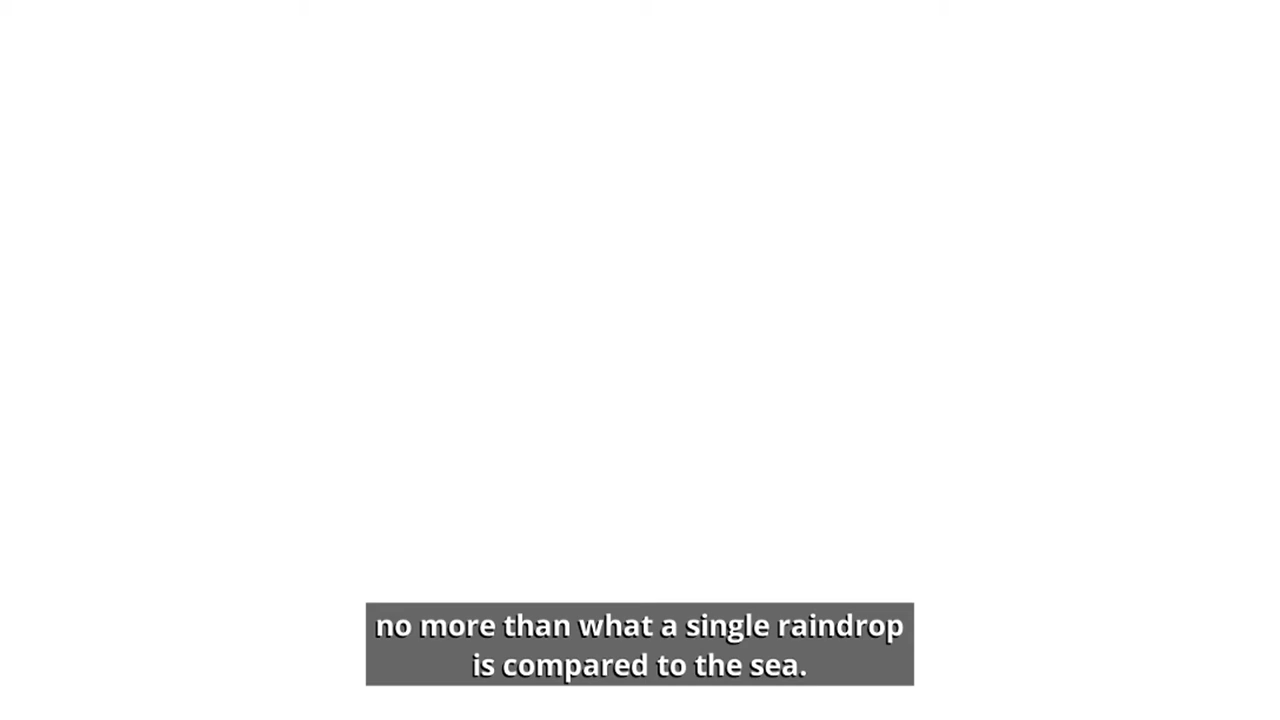 no more than what a single raindrop
is compared to the sea.